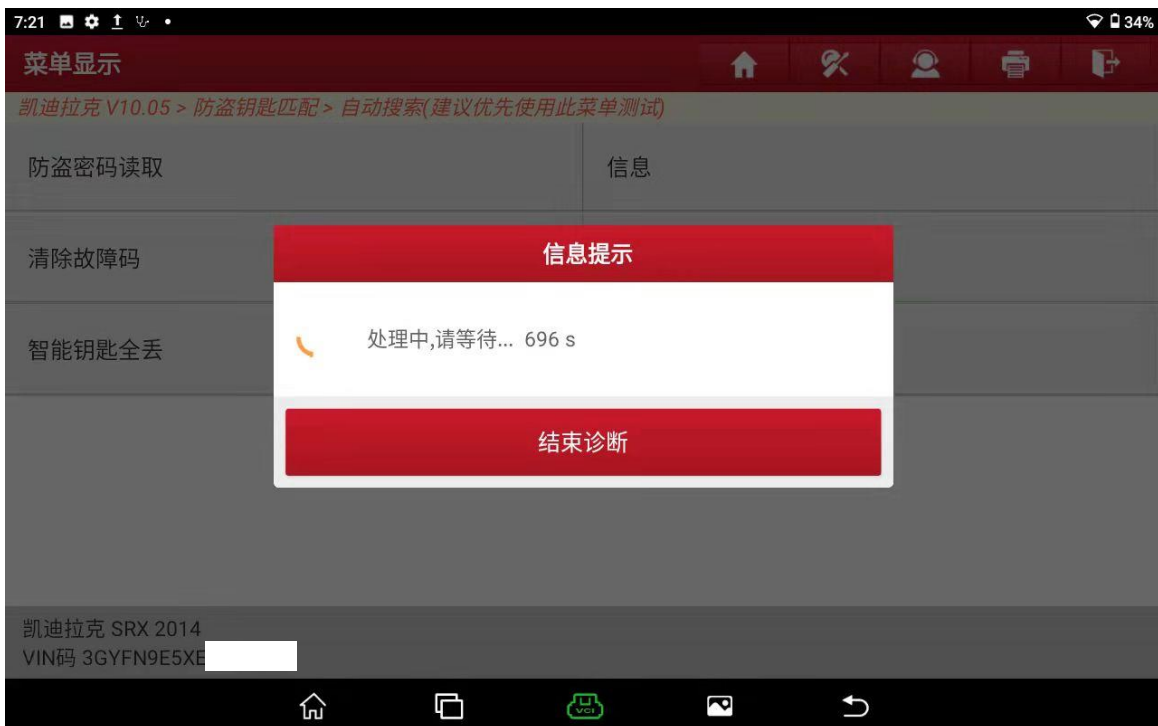 7:21
34%
菜单显示
凯迪拉克 V10.05 > 防盗钥匙匹配 > 自动搜索(建议优先使用此菜单测试)
防盗密码读取
信息
清除故障码
信息提示
处理中,请等待... 696 s
智能钥匙全丢
结束诊断
凯迪拉克 SRX 2014
VIN码 3GYFN9E5XE
VCI